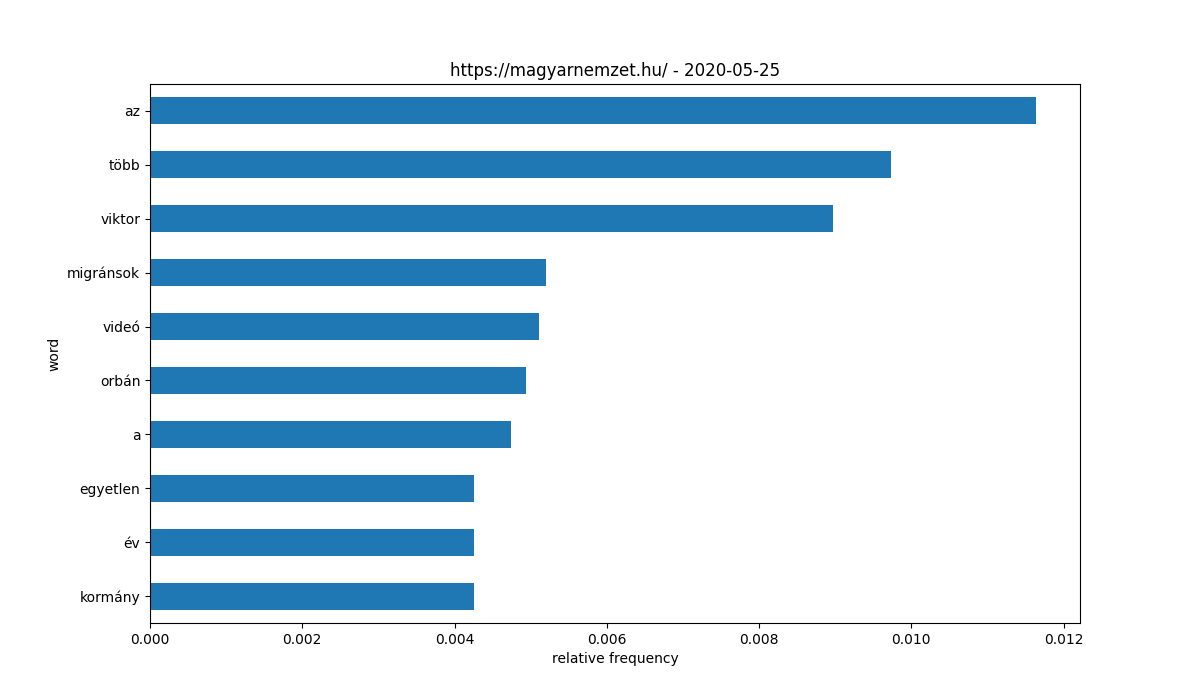 https://magyarnemzet.hu/ - 2020-05-25
az
több
viktor
migránsok
videó
orbán
a
egyetlen
év
kormány
word
0.000 0.002 0.004 0.006 0.008 0.010 0.012
relative frequency